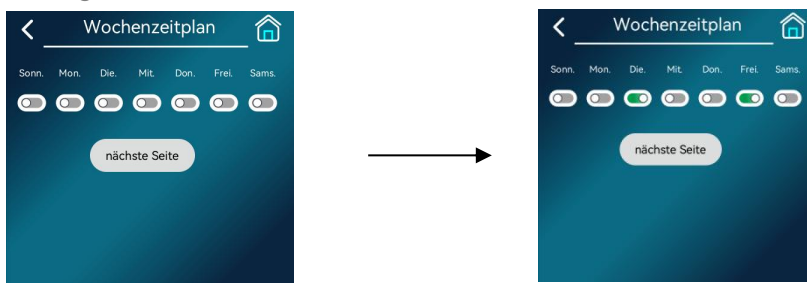 Wochenzeitplan
Sonn. Mon. Die. Mit. Don. Frei. Sams.
nächste Seite
Wochenzeitplan
Sonn. Mon. Die. Mit. Don. Frei. Sams.
nächste Seite